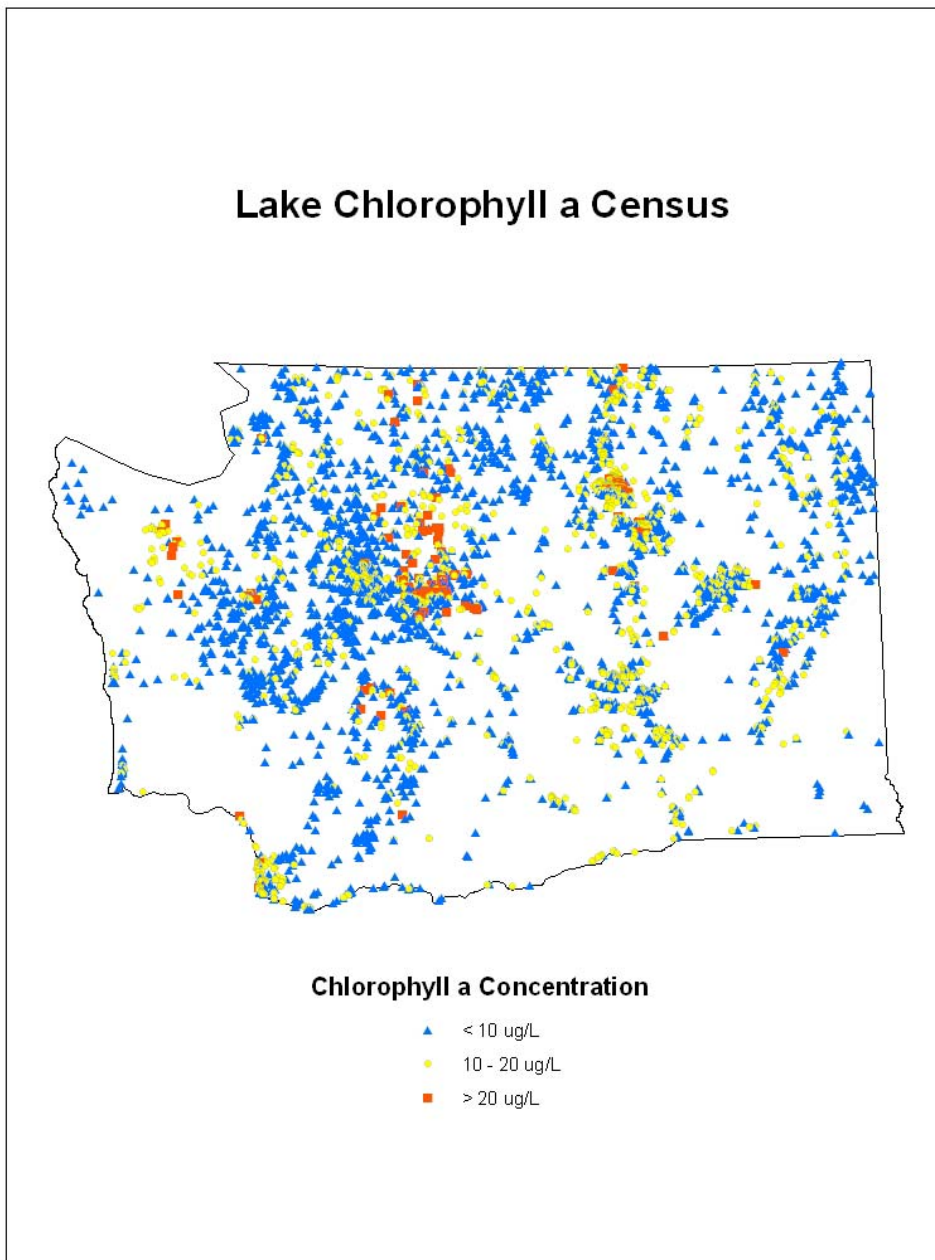 Lake Chlorophyll a Census
Chlorophyll a Concentration
< 10 ug/L
10 - 20 ug/L
> 20 ug/L